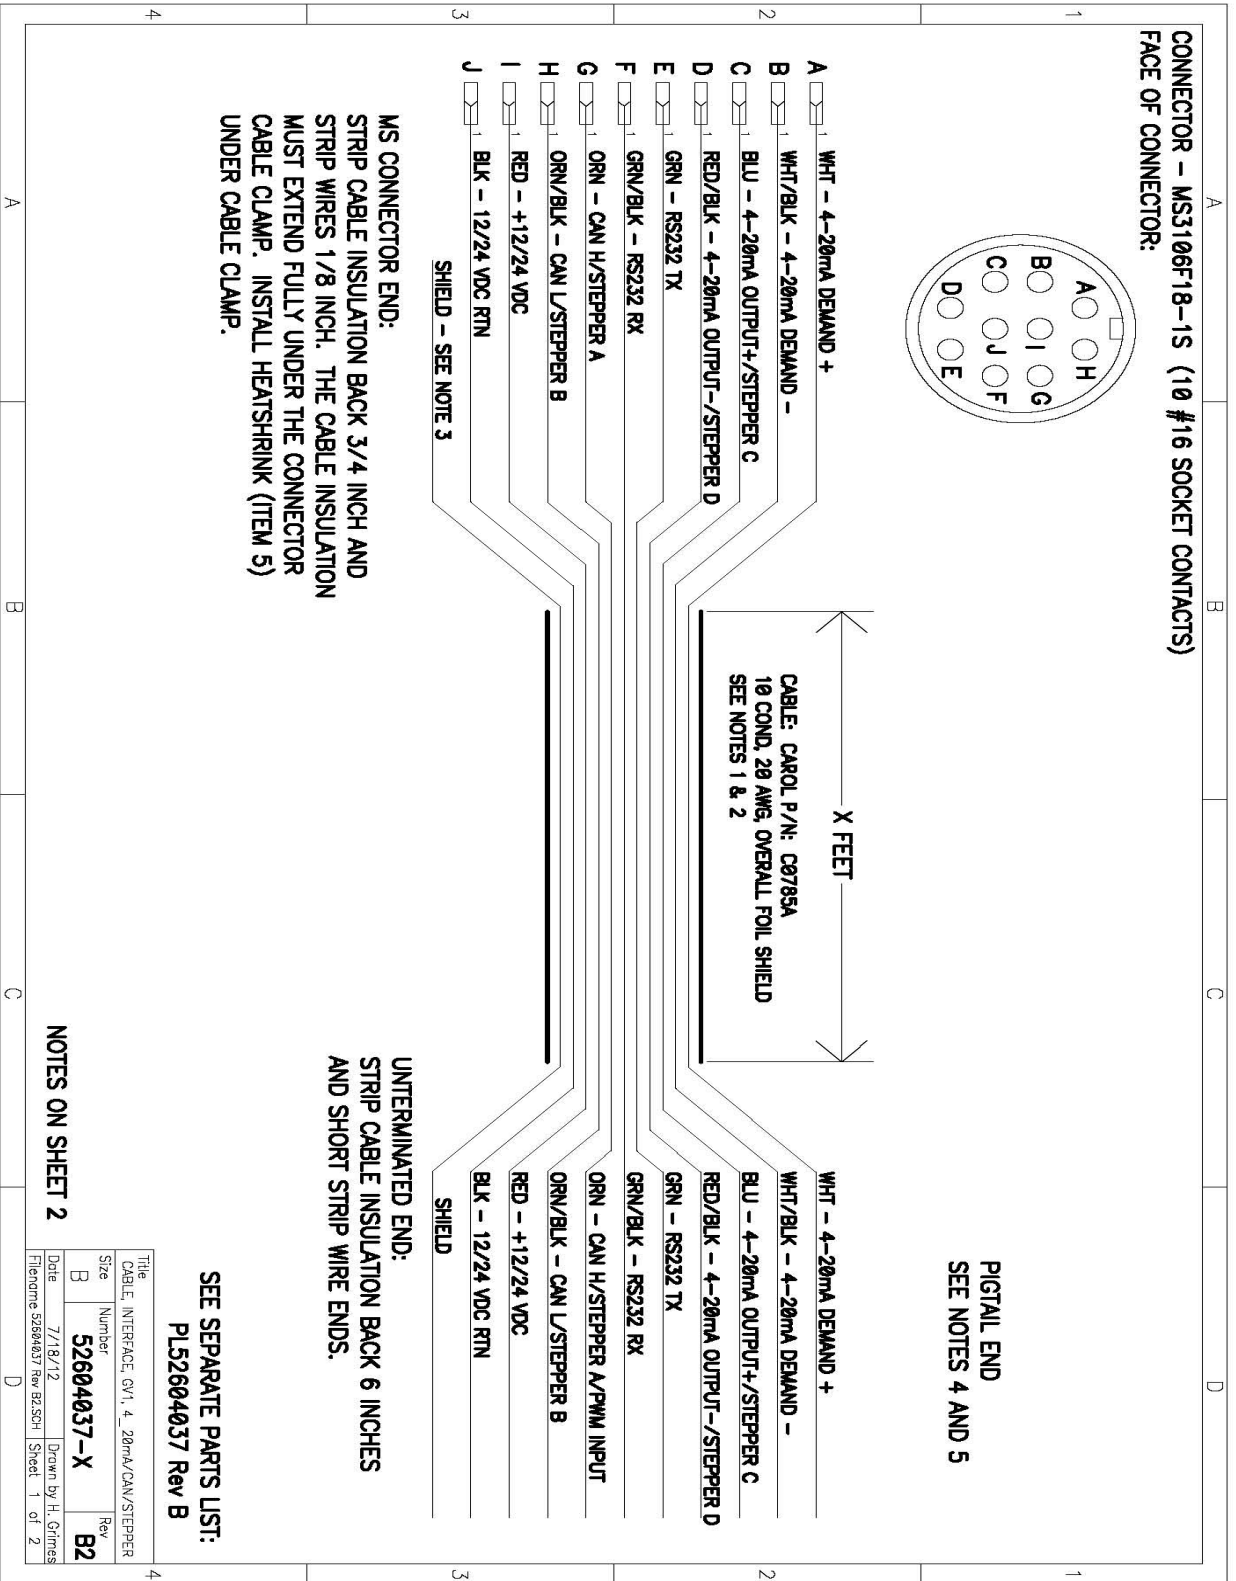 A
B
C
D
1
2
3
4
CONNECTOR - MS3106F18-1S (10 #16 SOCKET CONTACTS)
FACE OF CONNECTOR:
A
H
B
I
G
C
J
F
D
E
PIGTAIL END
SEE NOTES 4 AND 5
X FEET
CABLE: CAROL P/N: C0785A
10 COND, 20 AWG, OVERALL FOIL SHIELD
SEE NOTES 1 & 2
A 1 WHT - 4-20mA DEMAND +
B 1 WHT/BLK - 4-20mA DEMAND -
C 1 BLU - 4-20mA OUTPUT+/STEPPER C
D 1 RED/BLK - 4-20mA OUTPUT-/STEPPER D
E 1 GRN - RS232 TX
F 1 GRN/BLK - RS232 RX
G 1 ORN - CAN H/STEPPER A
H 1 ORN/BLK - CAN L/STEPPER B
I 1 RED - +12/24 VDC
J 1 BLK - 12/24 VDC RTN
SHIELD - SEE NOTE 3
WHT - 4-20mA DEMAND +
WHT/BLK - 4-20mA DEMAND -
BLU - 4-20mA OUTPUT+/STEPPER C
RED/BLK - 4-20mA OUTPUT-/STEPPER D
GRN - RS232 TX
GRN/BLK - RS232 RX
ORN - CAN H/STEPPER A/PWM INPUT
ORN/BLK - CAN L/STEPPER B
RED - +12/24 VDC
BLK - 12/24 VDC RTN
SHIELD
MS CONNECTOR END:
STRIP CABLE INSULATION BACK 3/4 INCH AND
STRIP WIRES 1/8 INCH. THE CABLE INSULATION
MUST EXTEND FULLY UNDER THE CONNECTOR
CABLE CLAMP. INSTALL HEATSHRINK (ITEM 5)
UNDER CABLE CLAMP.
UNTERMINATED END:
STRIP CABLE INSULATION BACK 6 INCHES
AND SHORT STRIP WIRE ENDS.
SEE SEPARATE PARTS LIST:
PL52604037 Rev B
NOTES ON SHEET 2
Title
CABLE, INTERFACE, GV1, 4_20mA/CAN/STEPPER
Size Number Rev
B 52604037-X B2
Date 7/18/12 Drawn by H. Grimes
Filename 52604037 Rev B2.SCH Sheet 1 of 2
1
2
3
4
A
B
C
D